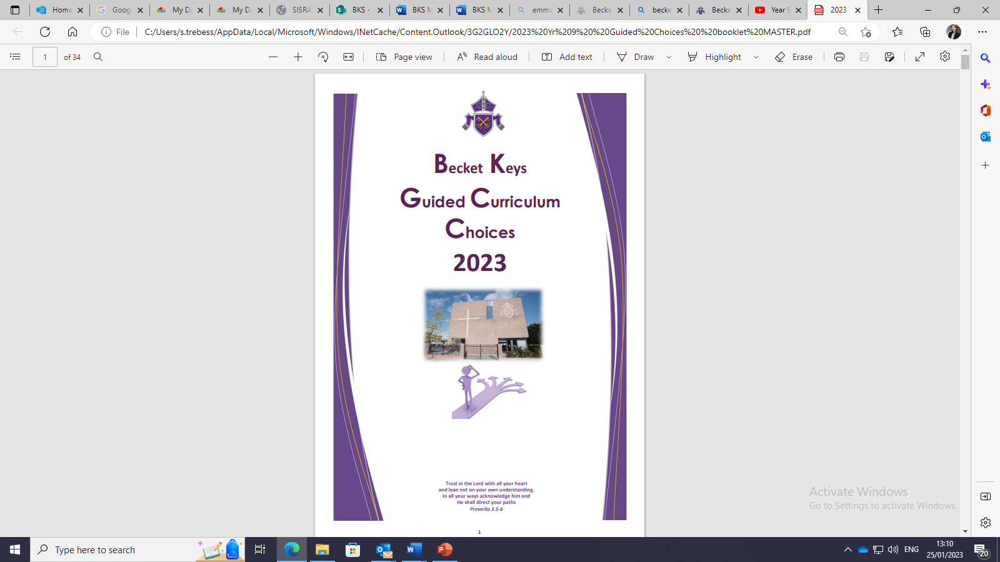 Home
Googl
My Da
My Da
SISRA
BKS -
BKS M
BKS M
emma
Becke
becke
Becke
Year 9
2023
File
C:/Users/s.trebess/AppData/Local/Microsoft/Windows/INetCache/Content.Outlook/3G2GLO2Y/2023%20Yr%209%20%20Guided%20Choices%20%20booklet%20MASTER.pdf
1 of 34
Page view
Read aloud
Add text
Draw
Highlight
Erase
Becket Keys
Guided Curriculum
Choices
2023
Trust in the Lord with all your heart
and lean not on your own understanding.
In all your ways acknowledge him and
He shall direct your paths
Proverbs 3.5-6
1
Activate Windows
Go to Settings to activate Windows.
Type here to search
ENG
13:10
25/01/2023
20